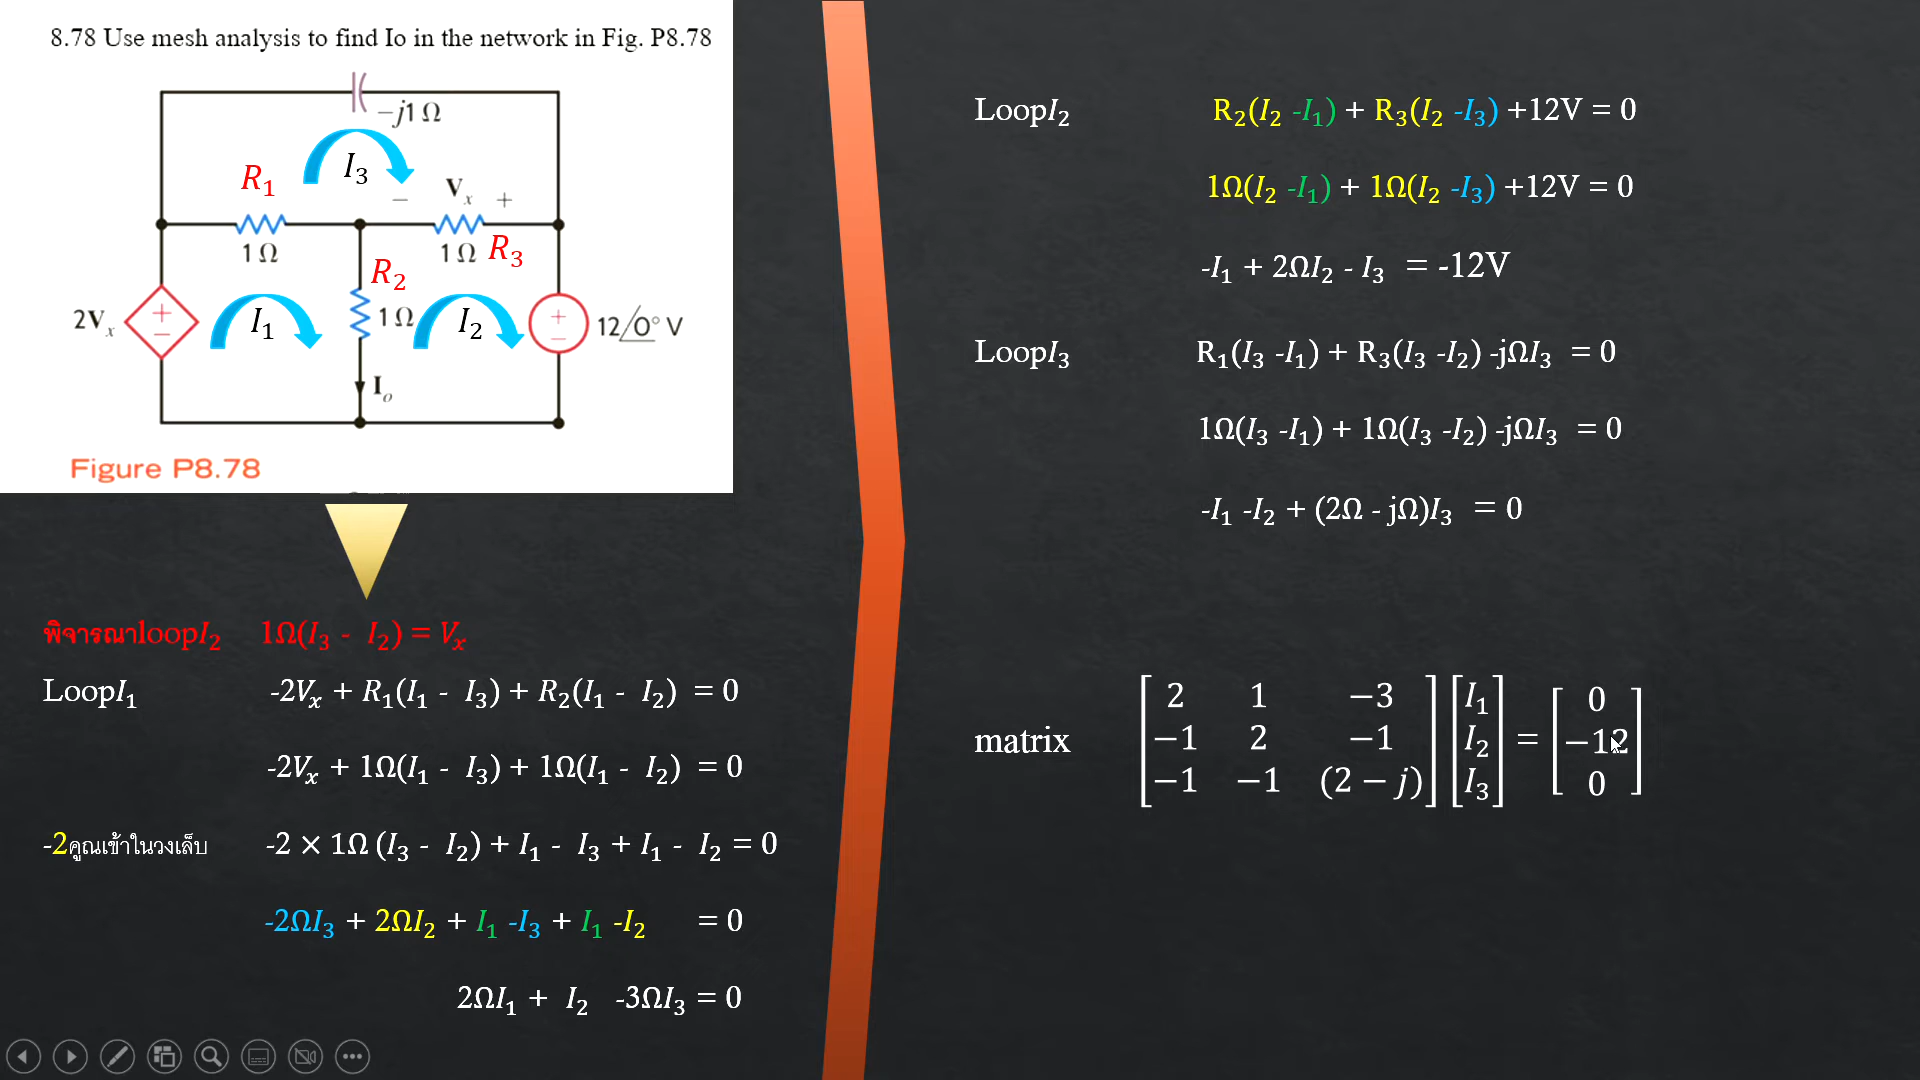 8.78 Use mesh analysis to find Io in the network in Fig. P8.78
−j1 Ω
I₃
R₁
Vₓ
− +
1 Ω
1 Ω R₃
R₂
2Vₓ
+
−
I₁
1 Ω
I₂
+
−
12/0° V
Iₒ
Figure P8.78
พิจารณาloopI₂ 1Ω(I₃ - I₂) = Vₓ
LoopI₁ -2Vₓ + R₁(I₁ - I₃) + R₂(I₁ - I₂) = 0
-2Vₓ + 1Ω(I₁ - I₃) + 1Ω(I₁ - I₂) = 0
-2คูณเข้าในวงเล็บ -2 × 1Ω (I₃ - I₂) + I₁ - I₃ + I₁ - I₂ = 0
-2ΩI₃ + 2ΩI₂ + I₁ -I₃ + I₁ -I₂ = 0
2ΩI₁ + I₂ -3ΩI₃ = 0
LoopI₂ R₂(I₂ -I₁) + R₃(I₂ -I₃) +12V = 0
1Ω(I₂ -I₁) + 1Ω(I₂ -I₃) +12V = 0
-I₁ + 2ΩI₂ - I₃ = -12V
LoopI₃ R₁(I₃ -I₁) + R₃(I₃ -I₂) -jΩI₃ = 0
1Ω(I₃ -I₁) + 1Ω(I₃ -I₂) -jΩI₃ = 0
-I₁ -I₂ + (2Ω - jΩ)I₃ = 0
2 1 −3 I₁ 0
matrix −1 2 −1 I₂ = −12
−1 −1 (2 − j) I₃ 0